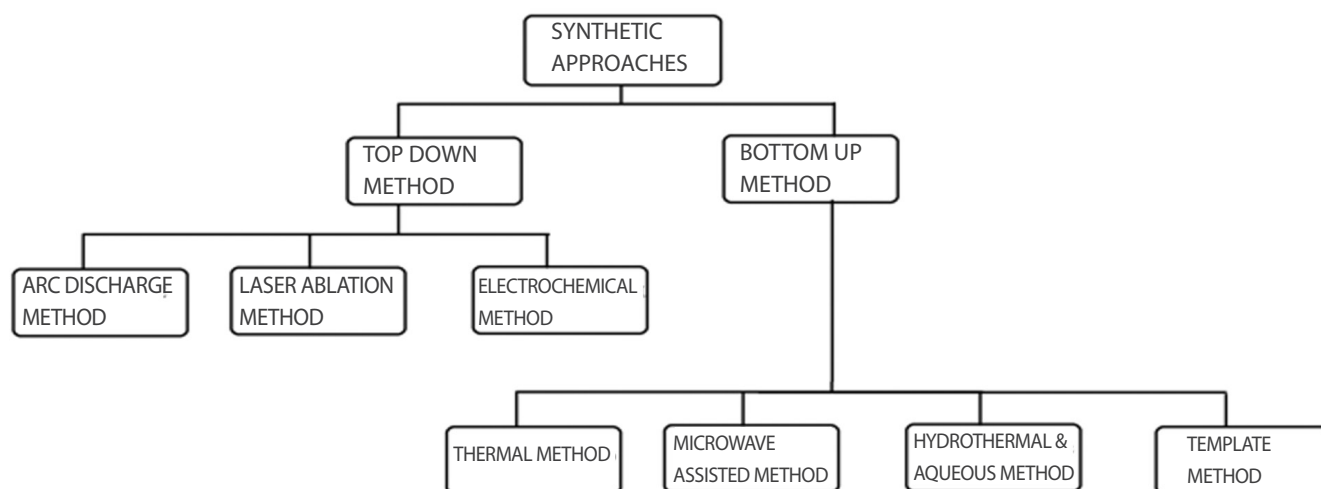 SYNTHETIC
APPROACHES
TOP DOWN
METHOD
BOTTOM UP
METHOD
ARC DISCHARGE
METHOD
LASER ABLATION
METHOD
ELECTROCHEMICAL
METHOD
THERMAL METHOD
MICROWAVE
ASSISTED METHOD
HYDROTHERMAL &
AQUEOUS METHOD
TEMPLATE
METHOD